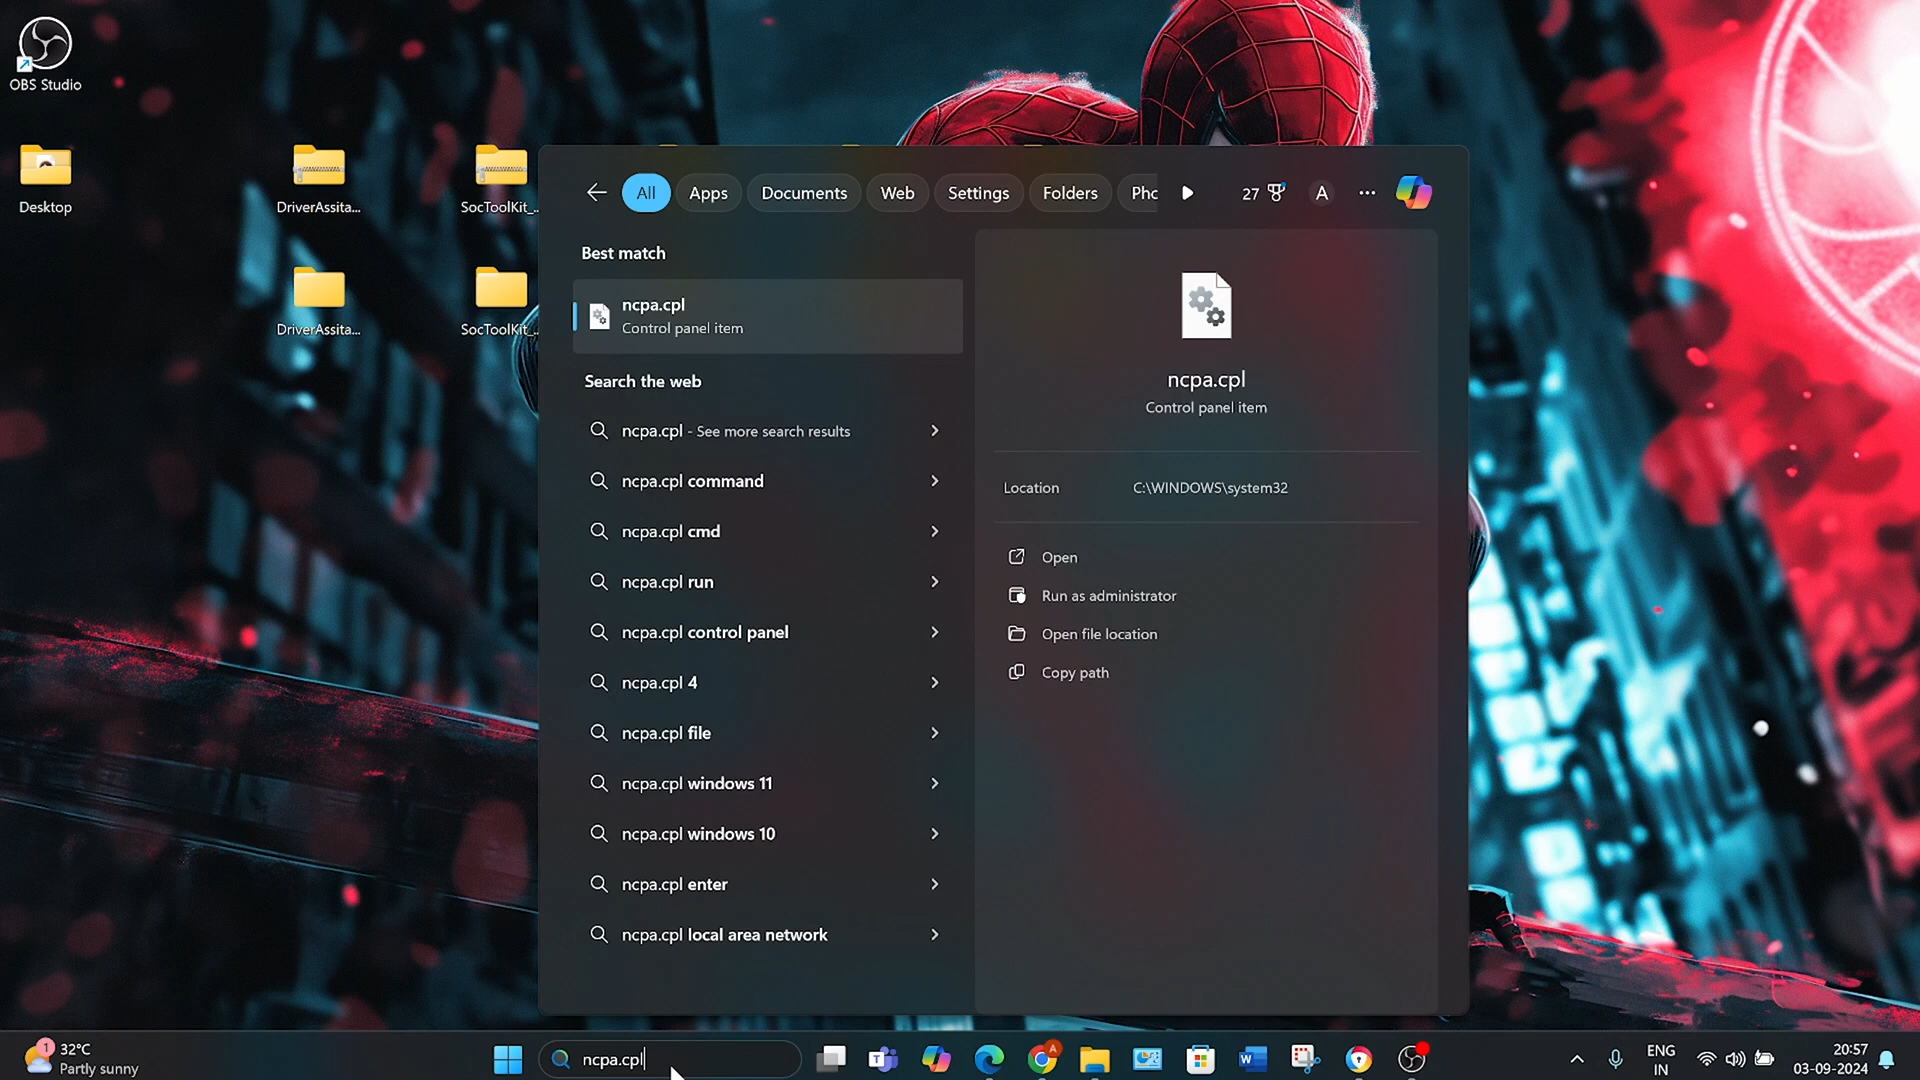 OBS Studio
Desktop
DriverAssita...
SocToolKit_...
DriverAssita...
SocToolKit_...
All
Apps
Documents
Web
Settings
Folders
Phc
27
A
Best match
ncpa.cpl
Control panel item
Search the web
ncpa.cpl - See more search results
ncpa.cpl command
ncpa.cpl cmd
ncpa.cpl run
ncpa.cpl control panel
ncpa.cpl 4
ncpa.cpl file
ncpa.cpl windows 11
ncpa.cpl windows 10
ncpa.cpl enter
ncpa.cpl local area network
ncpa.cpl
Control panel item
Location C:\WINDOWS\system32
Open
Run as administrator
Open file location
Copy path
1
32°C
Partly sunny
ncpa.cpl
A
ENG
IN
20:57
03-09-2024